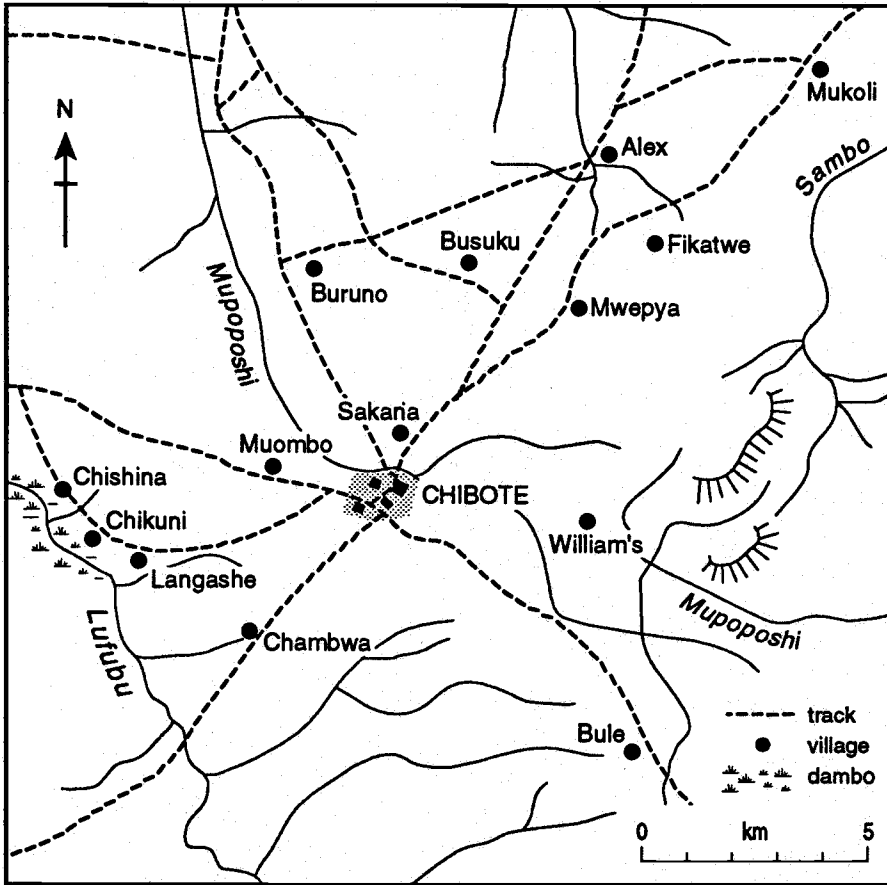 Mukoli
N
Alex
Sambo
Fikatwe
Busuku
Buruno
Mupoposhi
Mwepya
Sakaria
Muombo
Chishina
CHIBOTE
Chikuni
William's
Langashe
Mupoposhi
Lufubu
Chambwa
track
Bule
village
dambo
0 km 5